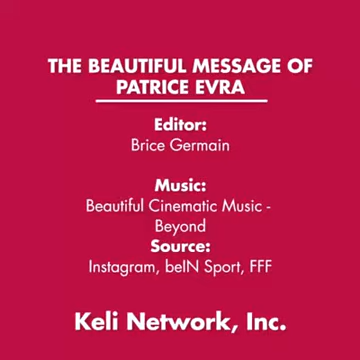 THE BEAUTIFUL MESSAGE OF
PATRICE EVRA
Editor:
Brice Germain
Music:
Beautiful Cinematic Music -
Beyond
Source:
Instagram, beIN Sport, FFF
Keli Network, Inc.